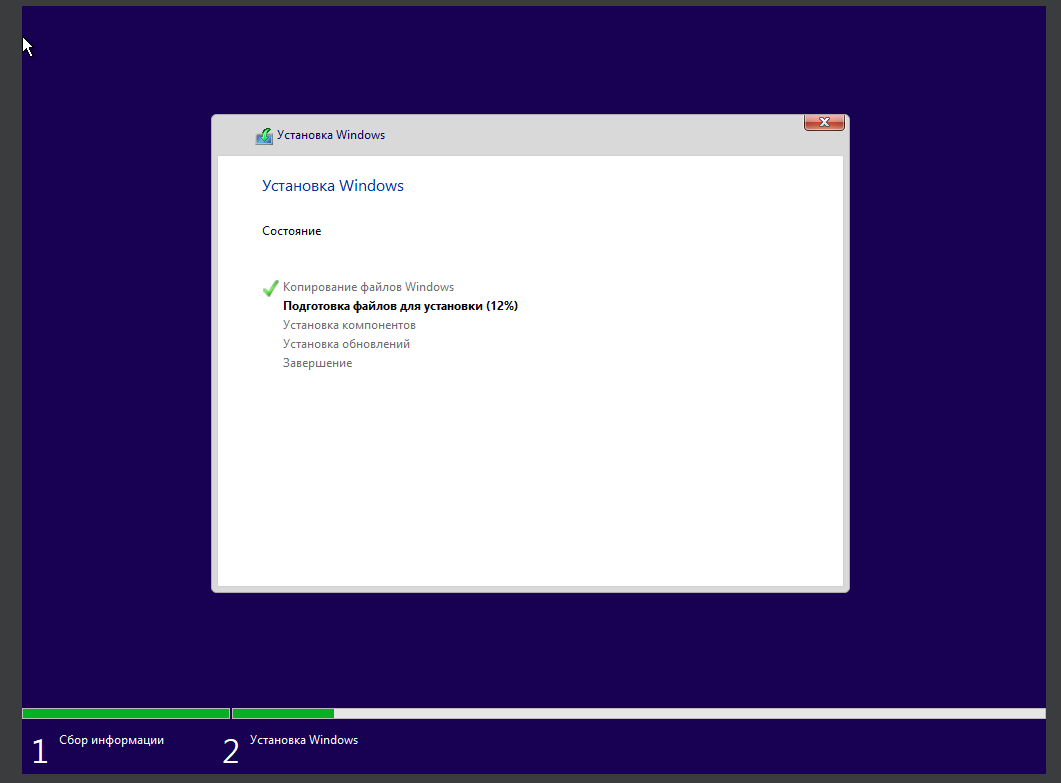 Установка Windows
Установка Windows
Состояние
Копирование файлов Windows
Подготовка файлов для установки (12%)
Установка компонентов
Установка обновлений
Завершение
1 Сбор информации
2 Установка Windows